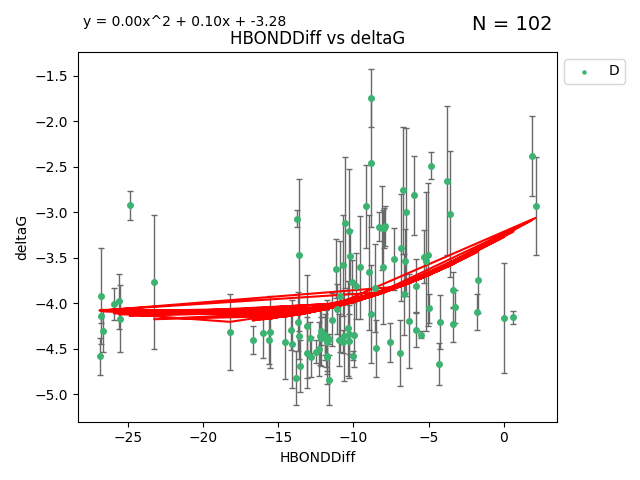 y = 0.00x^2 + 0.10x + -3.28
N = 102
HBONDDiff vs deltaG
D
deltaG
−1.5
−2.0
−2.5
−3.0
−3.5
−4.0
−4.5
−5.0
−25
−20
−15
−10
−5
0
HBONDDiff